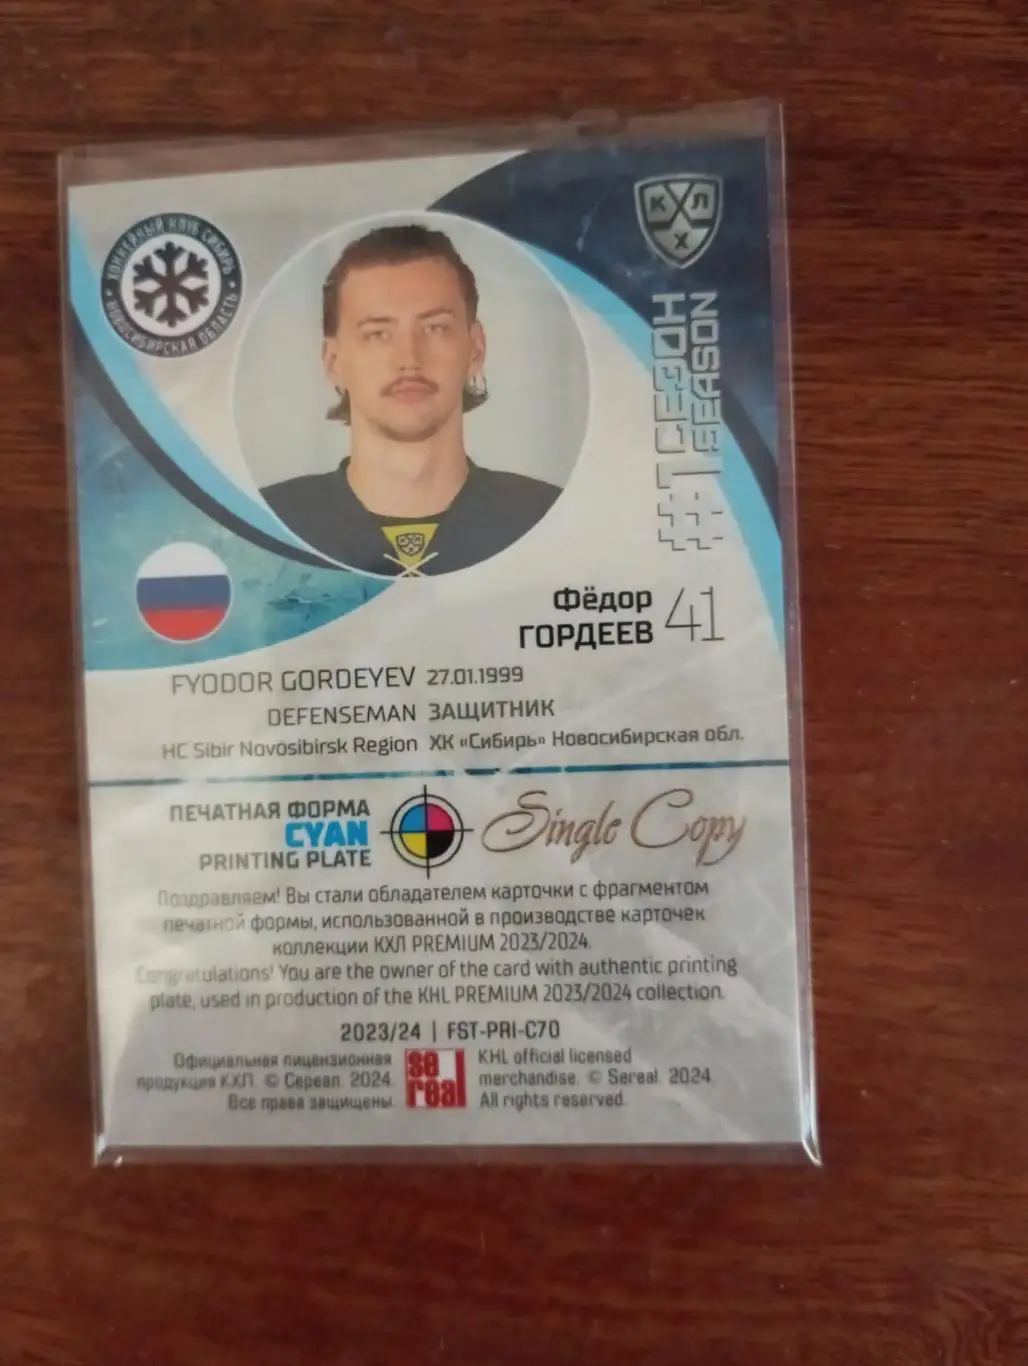 ХОККЕЙНЫЙ КЛУБ СИБИРЬ
НОВОСИБИРСКАЯ ОБЛАСТЬ
КХЛ
#1 СЕЗОН
#1 SEASON
Фёдор
ГОРДЕЕВ 41
FYODOR GORDEYEV 27.01.1999
DEFENSEMAN ЗАЩИТНИК
HC Sibir Novosibirsk Region ХК «Сибирь» Новосибирская обл.
ПЕЧАТНАЯ ФОРМА
CYAN
PRINTING PLATE
Single Copy
Поздравляем! Вы стали обладателем карточки с фрагментом
печатной формы, использованной в производстве карточек
коллекции КХЛ PREMIUM 2023/2024.
Congratulations! You are the owner of the card with authentic printing
plate, used in production of the KHL PREMIUM 2023/2024 collection.
2023/24 | FST-PRI-C70
Официальная лицензионная
продукция КХЛ. © Сереал. 2024.
Все права защищены.
se
real
KHL official licensed
merchandise. © Sereal. 2024.
All rights reserved.